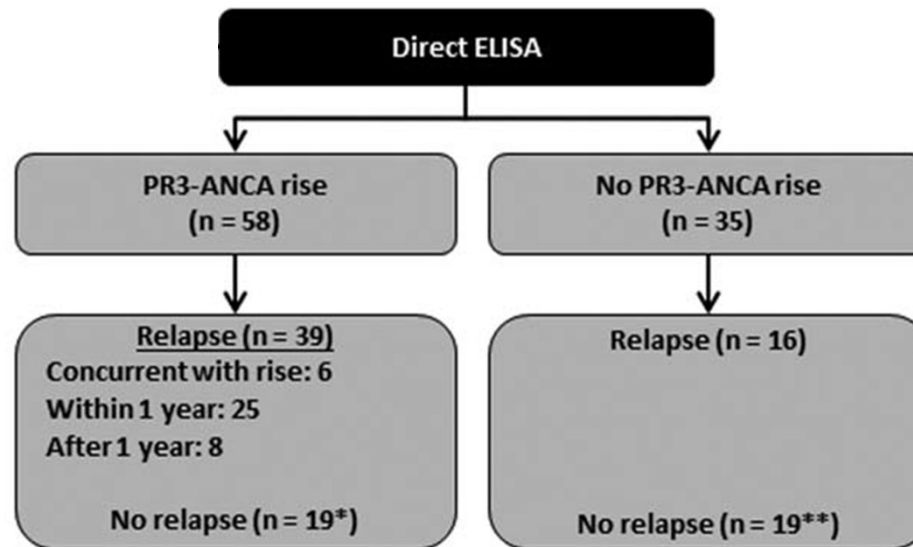 Direct ELISA
PR3-ANCA rise
(n = 58)
No PR3-ANCA rise
(n = 35)
Relapse (n = 39)
Concurrent with rise: 6
Within 1 year: 25
After 1 year: 8
No relapse (n = 19*)
Relapse (n = 16)
No relapse (n = 19**)